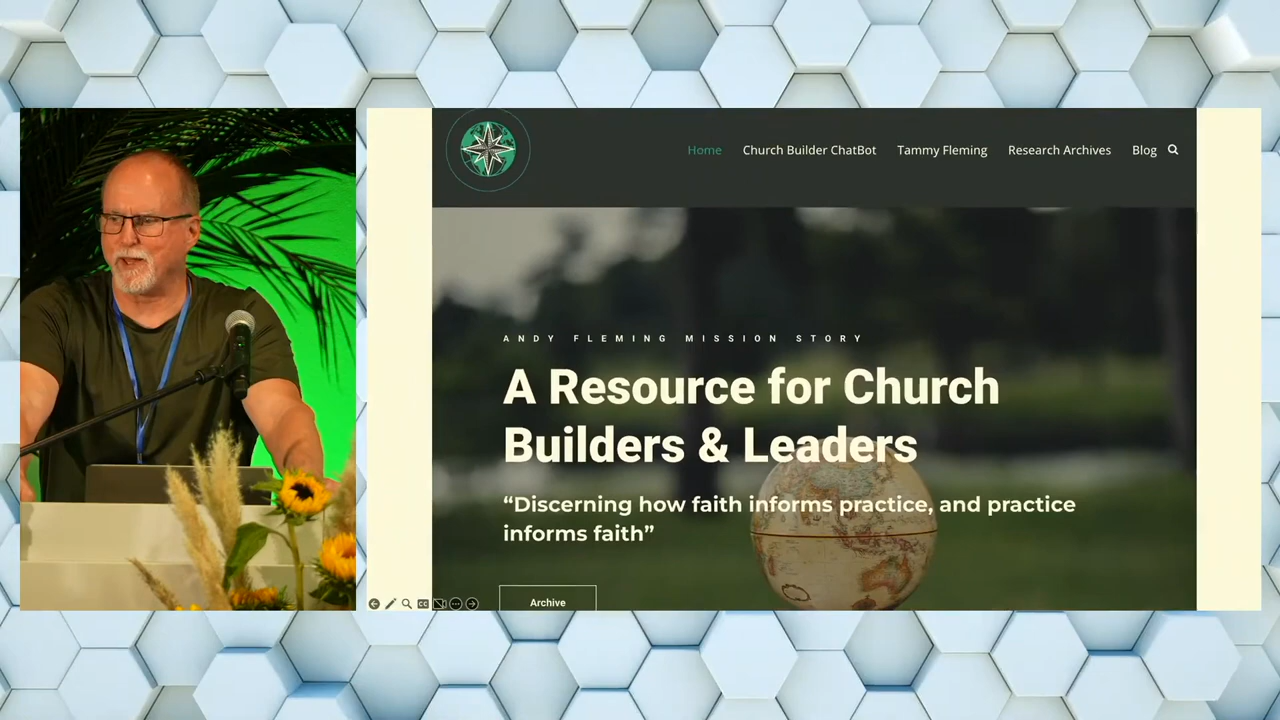 Home Church Builder ChatBot Tammy Fleming Research Archives Blog
ANDY FLEMING MISSION STORY
A Resource for Church
Builders & Leaders
“Discerning how faith informs practice, and practice
informs faith”
Archive